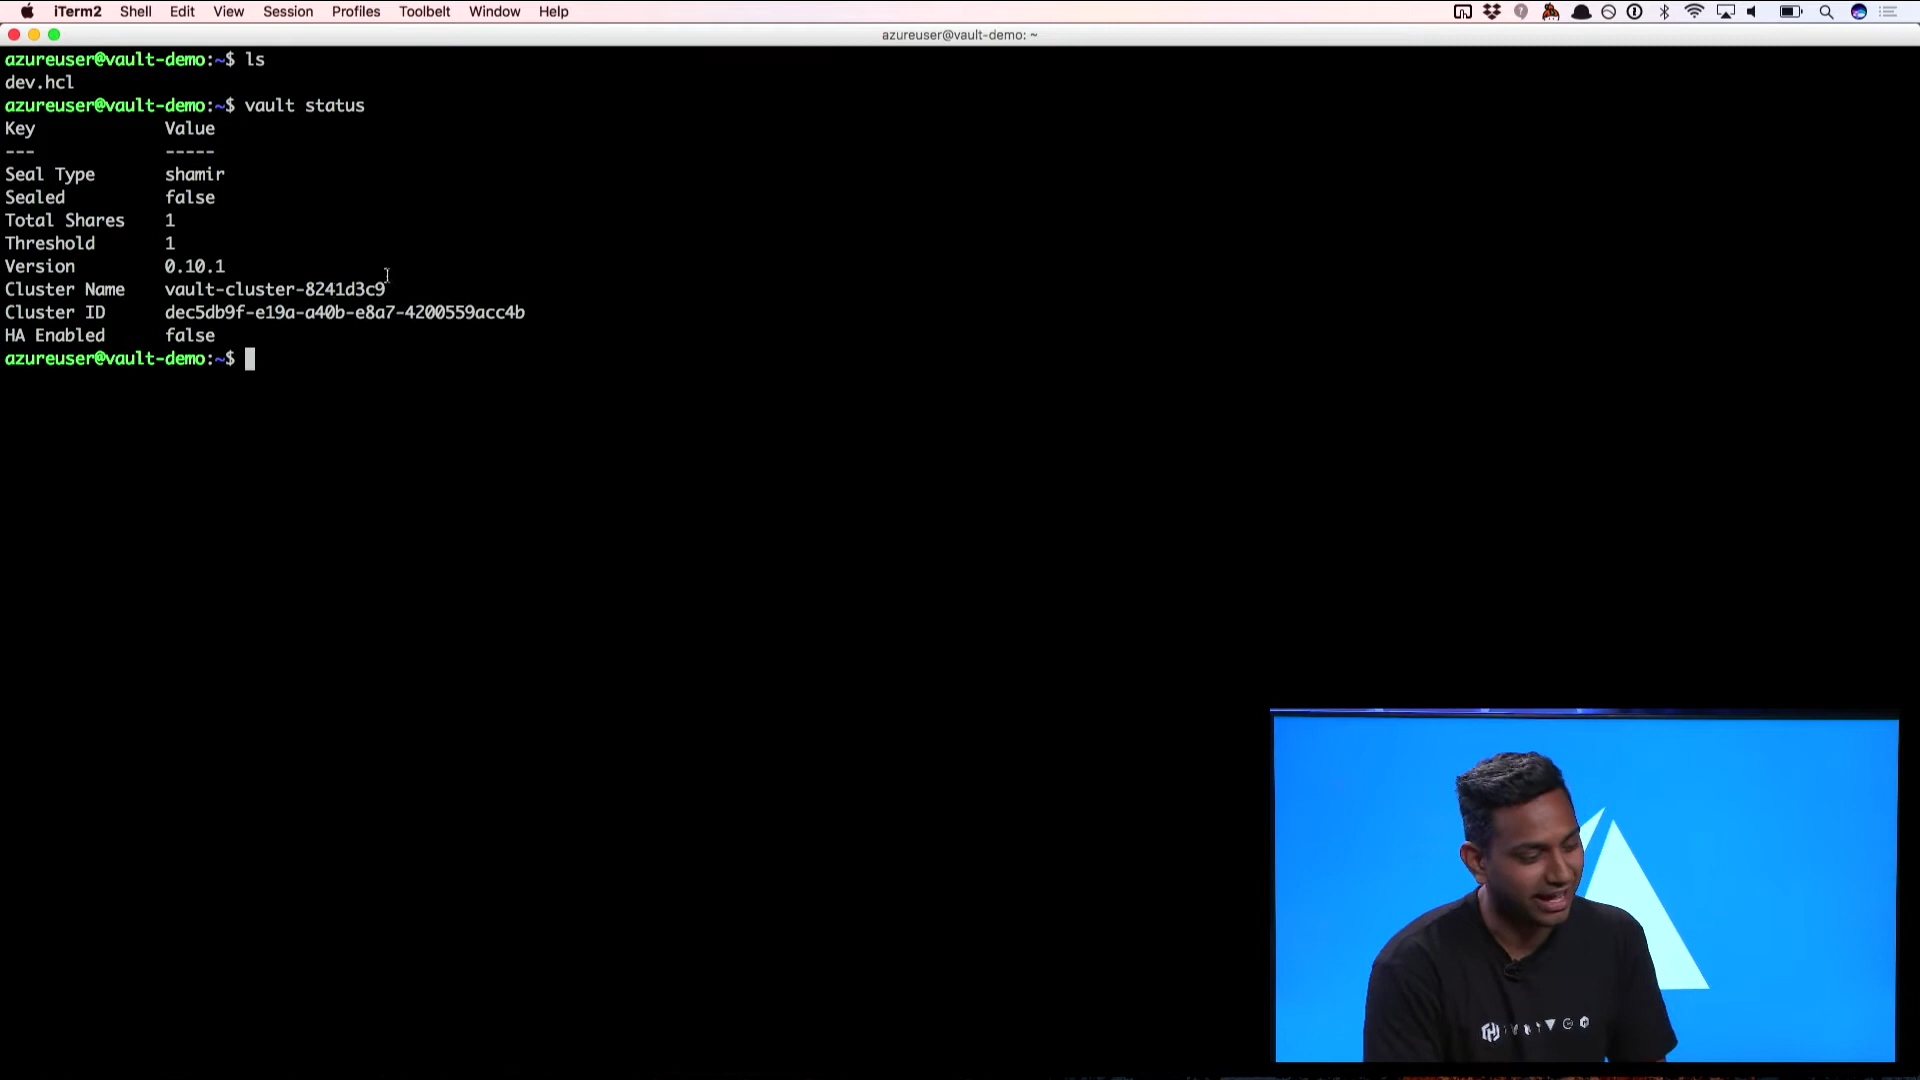 iTerm2 Shell Edit View Session Profiles Toolbelt Window Help
azureuser@vault-demo: ~
azureuser@vault-demo:~$ ls
dev.hcl
azureuser@vault-demo:~$ vault status
Key Value
--- -----
Seal Type shamir
Sealed false
Total Shares 1
Threshold 1
Version 0.10.1
Cluster Name vault-cluster-8241d3c9
Cluster ID dec5db9f-e19a-a40b-e8a7-4200559acc4b
HA Enabled false
azureuser@vault-demo:~$